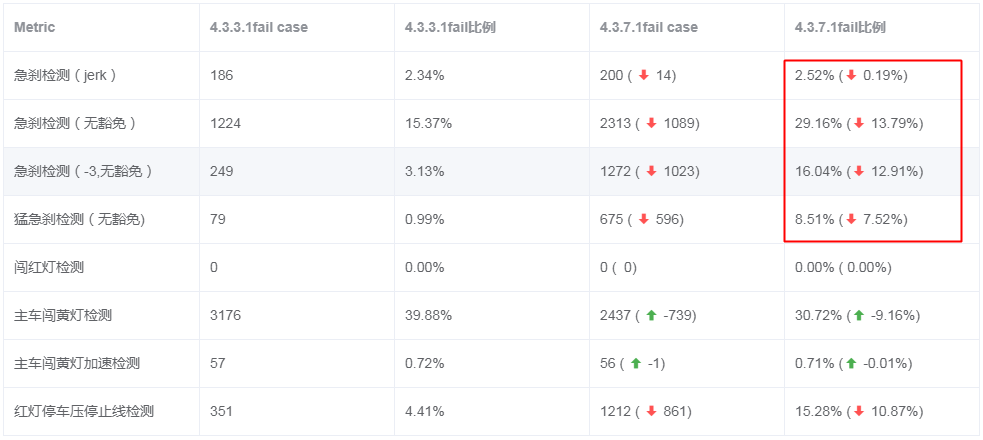 Metric 4.3.3.1fail case 4.3.3.1fail比例 4.3.7.1fail case 4.3.7.1fail比例
急刹检测（jerk） 186 2.34% 200 ( 14) 2.52% ( 0.19%)
急刹检测（无豁免） 1224 15.37% 2313 ( 1089) 29.16% ( 13.79%)
急刹检测（-3,无豁免） 249 3.13% 1272 ( 1023) 16.04% ( 12.91%)
猛急刹检测（无豁免) 79 0.99% 675 ( 596) 8.51% ( 7.52%)
闯红灯检测 0 0.00% 0 ( 0) 0.00% ( 0.00%)
主车闯黄灯检测 3176 39.88% 2437 ( -739) 30.72% ( -9.16%)
主车闯黄灯加速检测 57 0.72% 56 ( -1) 0.71% ( -0.01%)
红灯停车压停止线检测 351 4.41% 1212 ( 861) 15.28% ( 10.87%)